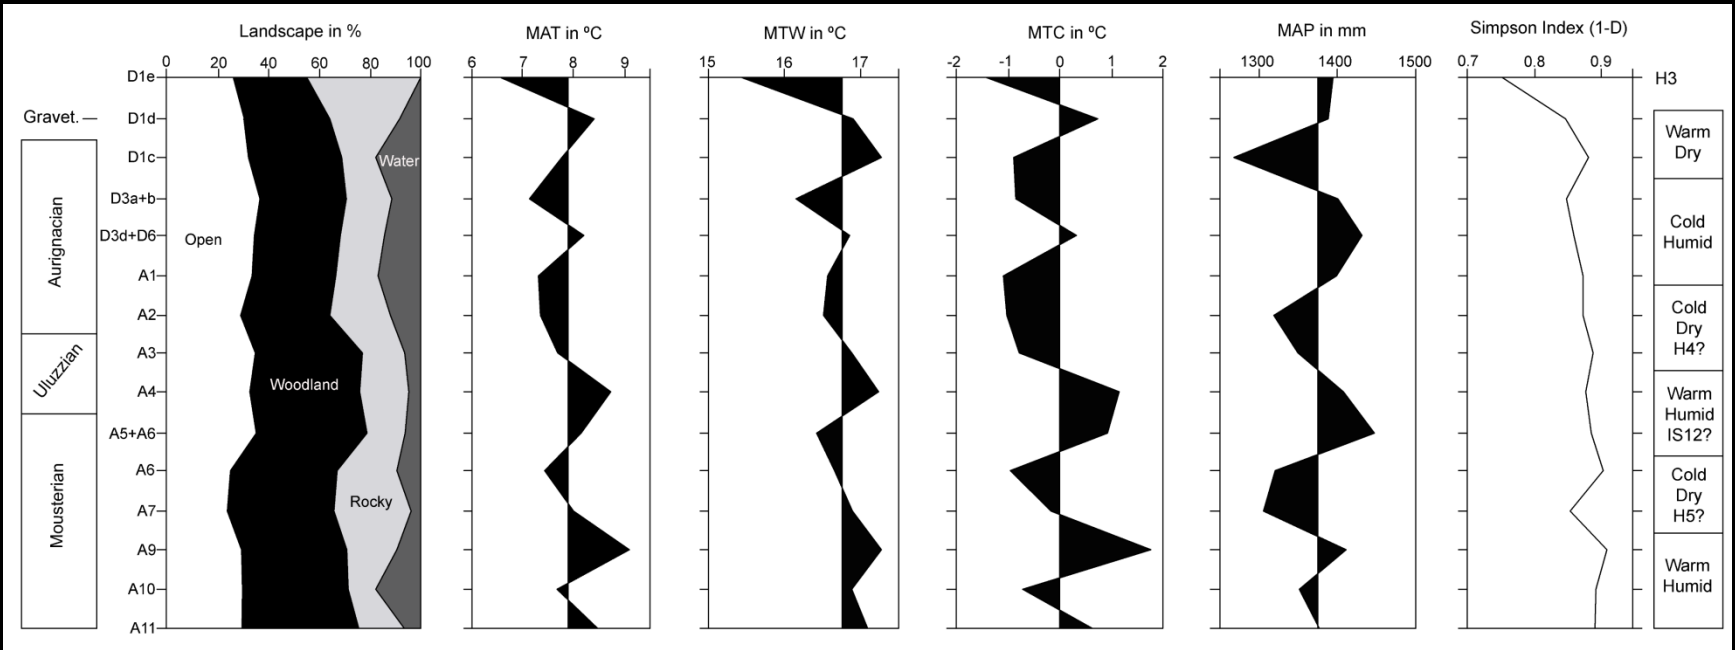 Landscape in % MAT in ºC MTW in ºC MTC in ºC MAP in mm Simpson Index (1-D)
0 20 40 60 80 100 6 7 8 9 15 16 17 -2 -1 0 1 2 1300 1400 1500 0.7 0.8 0.9
D1e H3
Gravet. D1d
Warm
Dry
D1c Water
D3a+b
Aurignacian
D3d+D6 Open
Cold
Humid
A1
A2
Cold
Dry
H4?
Uluzzian
A3
A4 Woodland
Warm
Humid
IS12?
A5+A6
Mousterian
A6
Cold
Dry
H5?
A7 Rocky
A9
Warm
Humid
A10
A11